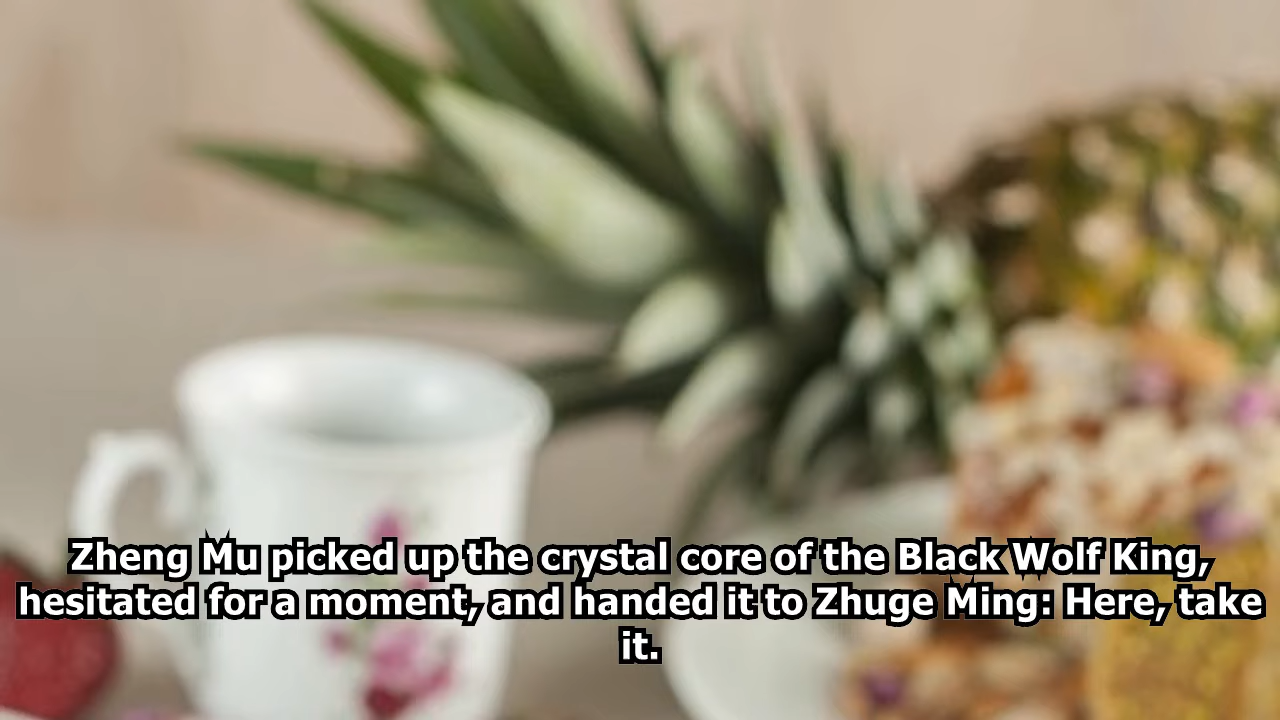 Zheng Mu picked up the crystal core of the Black Wolf King,
hesitated for a moment, and handed it to Zhuge Ming: Here, take
it.